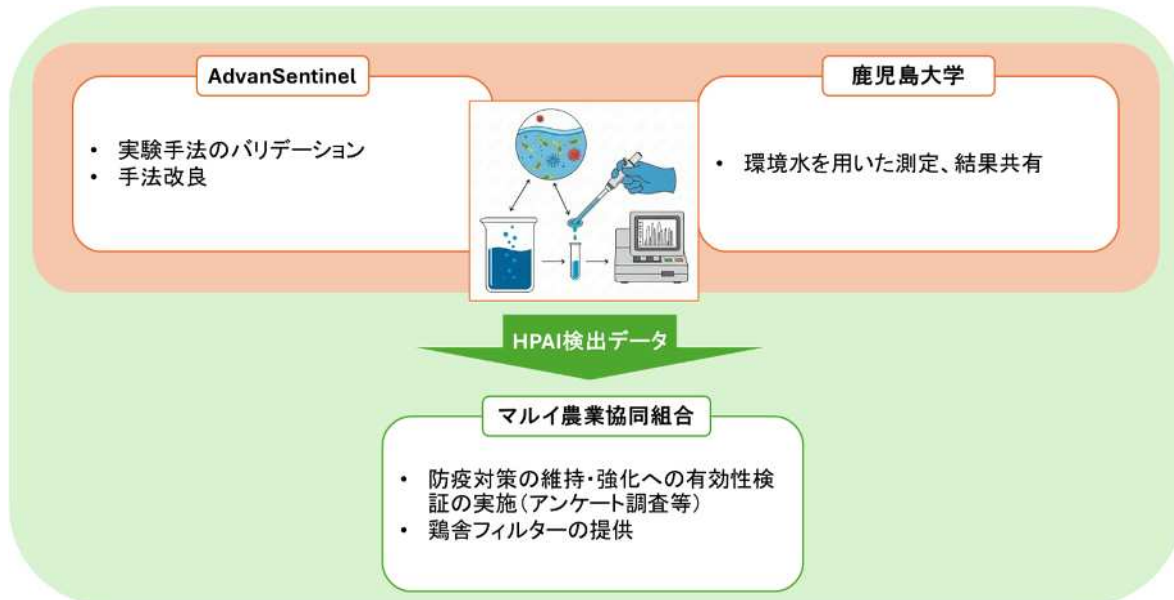 AdvanSentinel
・ 実験手法のバリデーション
・ 手法改良
鹿児島大学
・ 環境水を用いた測定、結果共有
HPAI検出データ
マルイ農業協同組合
・ 防疫対策の維持・強化への有効性検
証の実施(アンケート調査等)
・ 鶏舎フィルターの提供